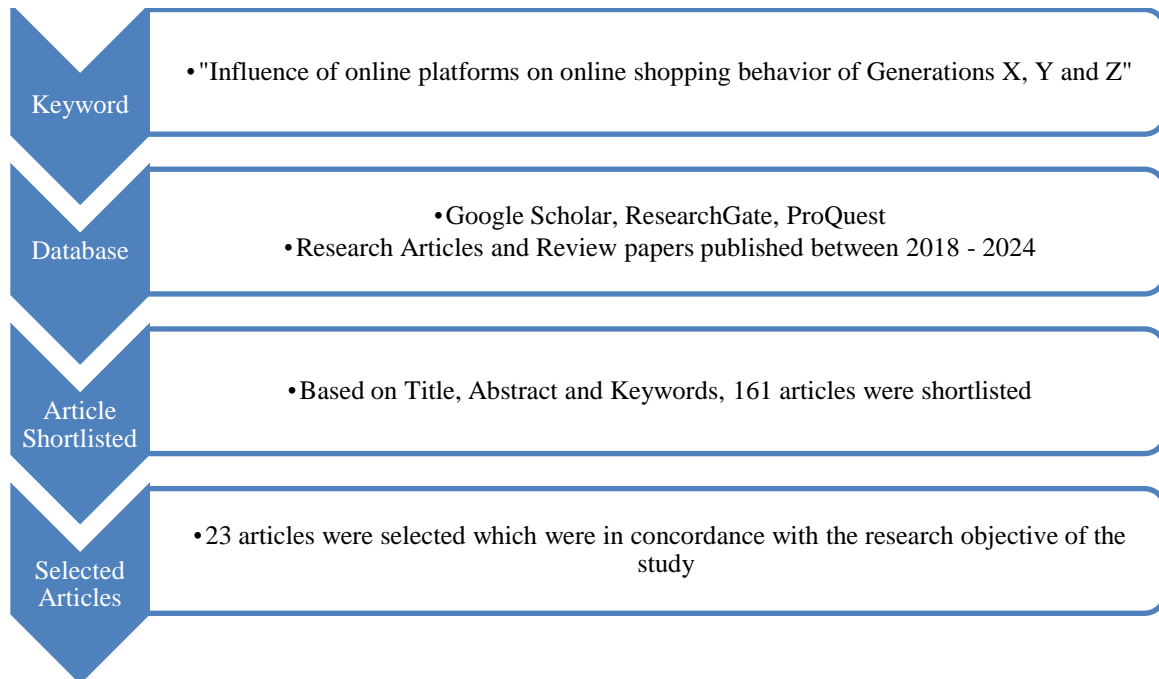 Keyword
•"Influence of online platforms on online shopping behavior of Generations X, Y and Z"
Database
•Google Scholar, ResearchGate, ProQuest
•Research Articles and Review papers published between 2018 - 2024
Article
Shortlisted
•Based on Title, Abstract and Keywords, 161 articles were shortlisted
Selected
Articles
•23 articles were selected which were in concordance with the research objective of the
study